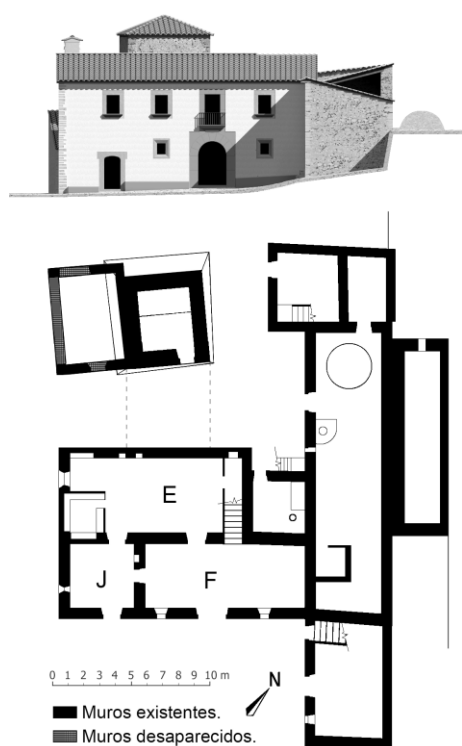 E
J
F
0 1 2 3 4 5 6 7 8 9 10 m
N
Muros existentes.
Muros desaparecidos.